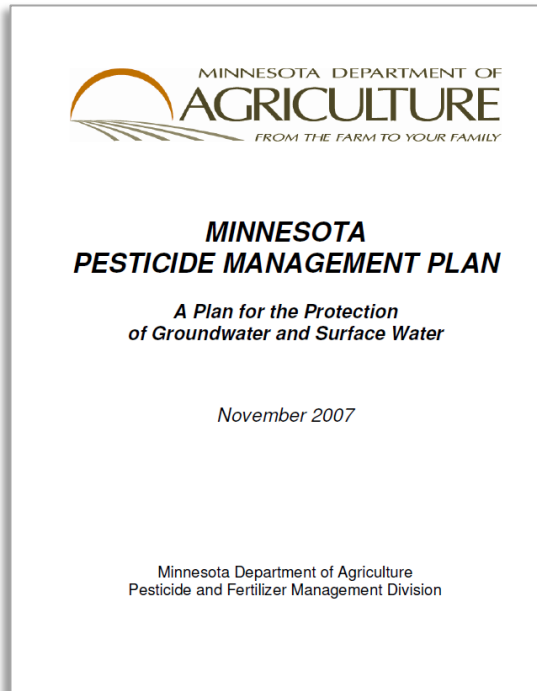 MINNESOTA DEPARTMENT OF
AGRICULTURE
FROM THE FARM TO YOUR FAMILY
MINNESOTA
PESTICIDE MANAGEMENT PLAN
A Plan for the Protection
of Groundwater and Surface Water
November 2007
Minnesota Department of Agriculture
Pesticide and Fertilizer Management Division